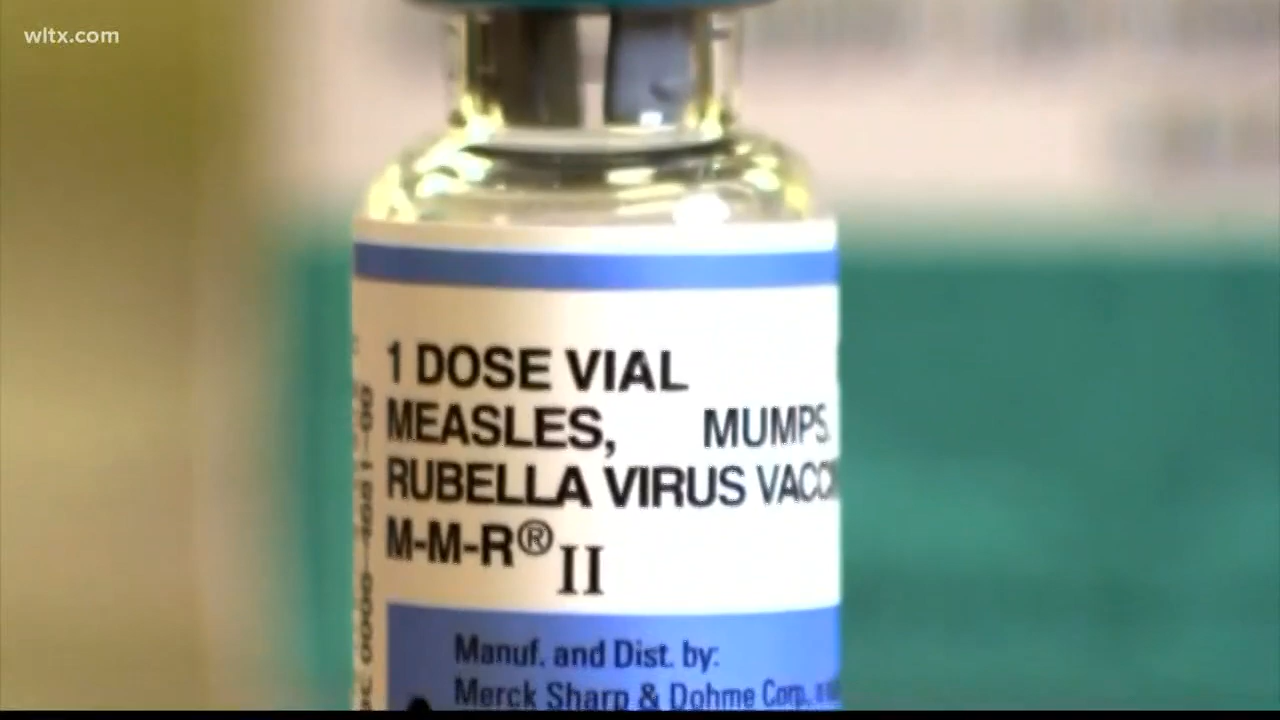 wltx.com
1 DOSE VIAL
MEASLES, MUMPS,
RUBELLA VIRUS
M-M-R® II
Manuf. and Dist. by:
Merck Sharp & Dohme Corp.,